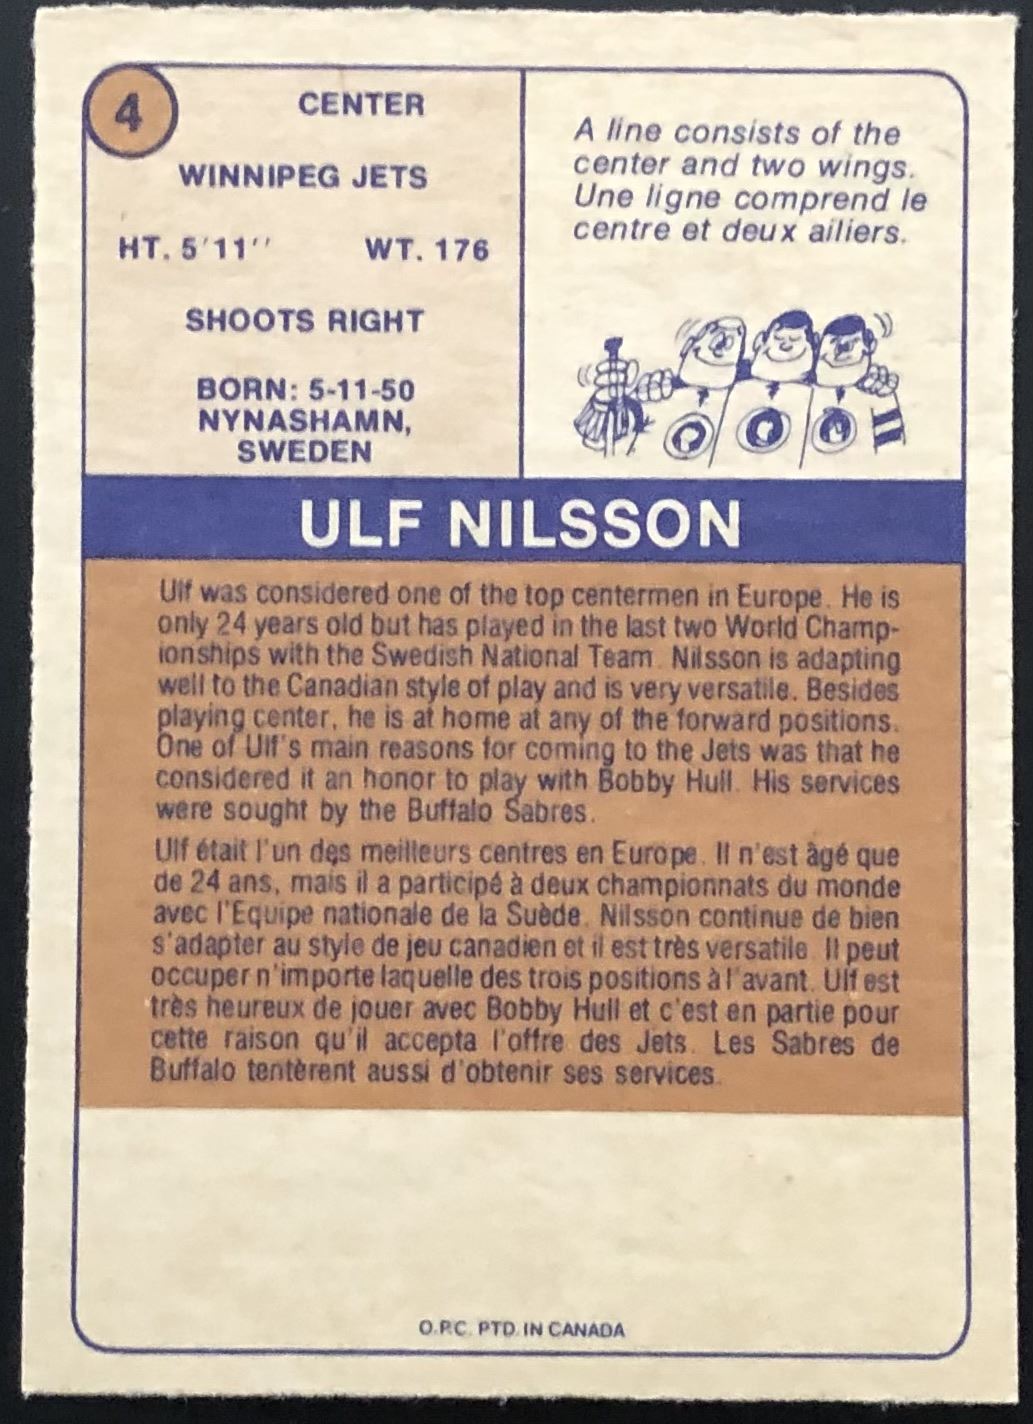 4
CENTER
WINNIPEG JETS
HT. 5'11'' WT. 176
SHOOTS RIGHT
BORN: 5-11-50
NYNASHAMN,
SWEDEN
A line consists of the
center and two wings.
Une ligne comprend le
centre et deux ailiers.
ULF NILSSON
Ulf was considered one of the top centermen in Europe. He is
only 24 years old but has played in the last two World Champ-
ionships with the Swedish National Team. Nilsson is adapting
well to the Canadian style of play and is very versatile. Besides
playing center, he is at home at any of the forward positions.
One of Ulf's main reasons for coming to the Jets was that he
considered it an honor to play with Bobby Hull. His services
were sought by the Buffalo Sabres.
Ulf était l'un des meilleurs centres en Europe. Il n'est âgé que
de 24 ans, mais il a participé à deux championnats du monde
avec l'Equipe nationale de la Suède. Nilsson continue de bien
s'adapter au style de jeu canadien et il est très versatile. Il peut
occuper n'importe laquelle des trois positions à l'avant. Ulf est
très heureux de jouer avec Bobby Hull et c'est en partie pour
cette raison qu'il accepta l'offre des Jets. Les Sabres de
Buffalo tentèrent aussi d'obtenir ses services.
O.P.C. PTD. IN CANADA